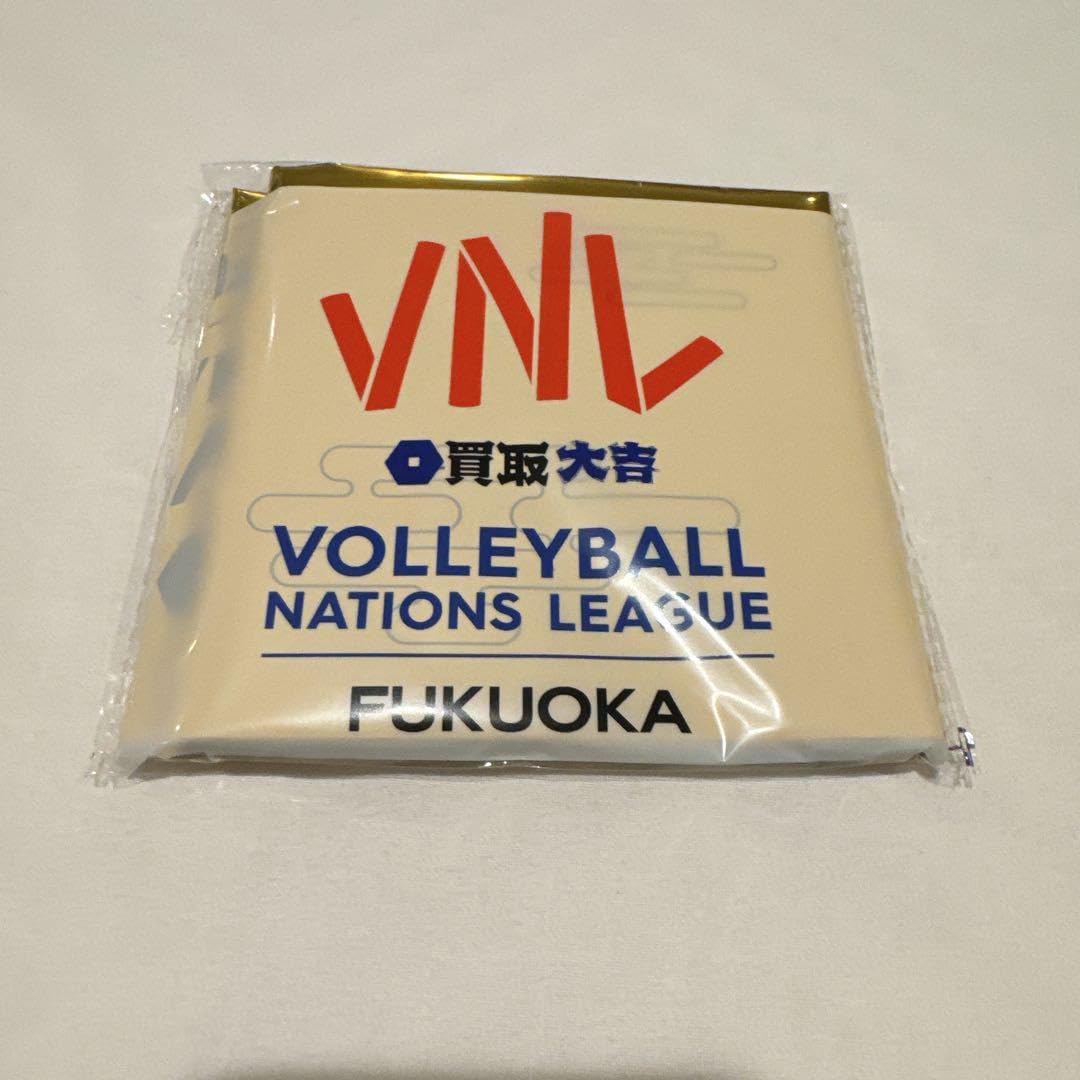 VNL
買取大吉
VOLLEYBALL
NATIONS LEAGUE
FUKUOKA